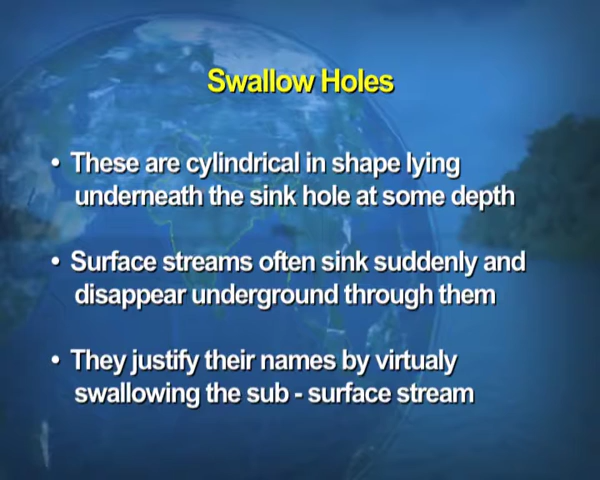 Swallow Holes
• These are cylindrical in shape lying
underneath the sink hole at some depth
• Surface streams often sink suddenly and
disappear underground through them
• They justify their names by virtualy
swallowing the sub - surface stream